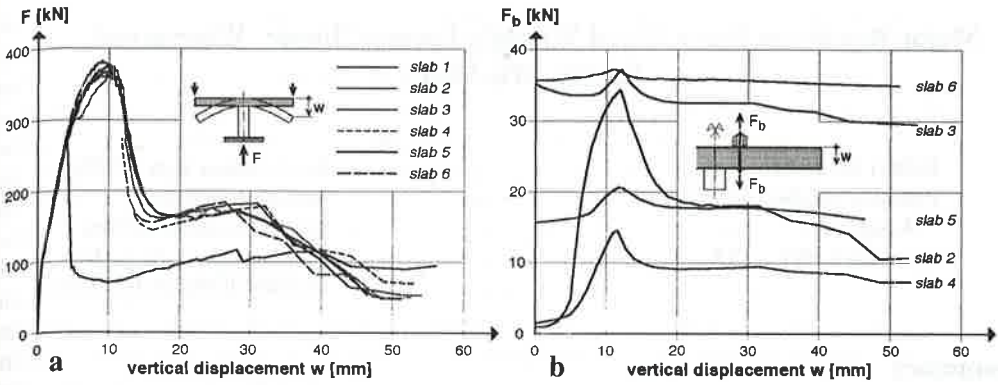 F [kN]
400
300
200
100
0
0 10 20 30 40 50 60
vertical displacement w [mm]
a
slab 1
slab 2
slab 3
slab 4
slab 5
slab 6
w
F
F_b [kN]
40
30
20
10
0
0 10 20 30 40 50 60
vertical displacement w [mm]
b
slab 6
slab 3
slab 5
slab 2
slab 4
F_b
w
F_b